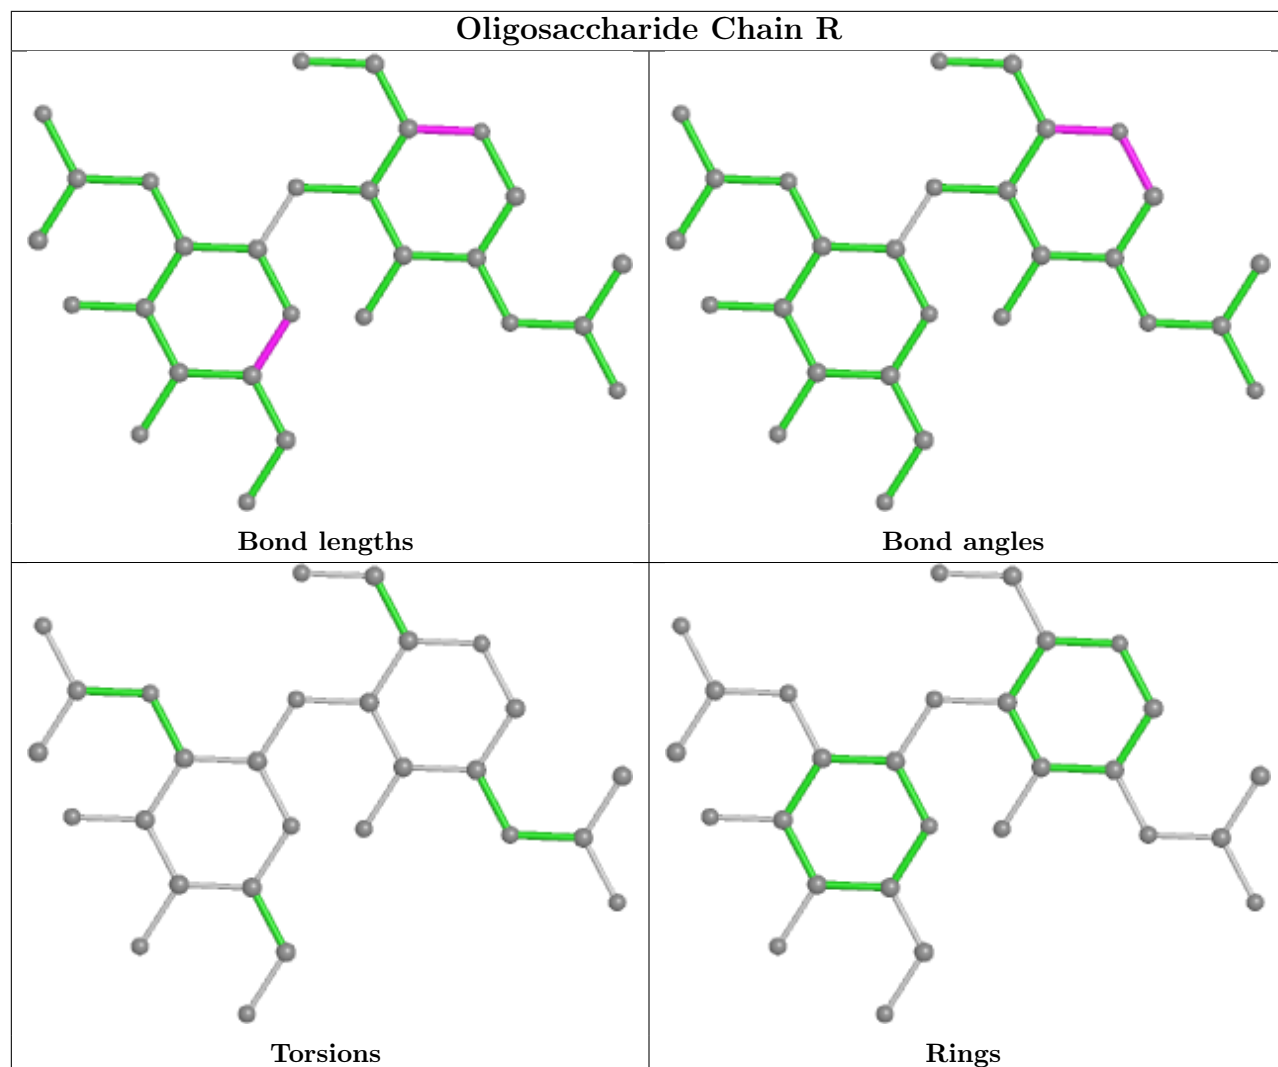 Oligosaccharide Chain R
Bond lengths
Bond angles
Torsions
Rings